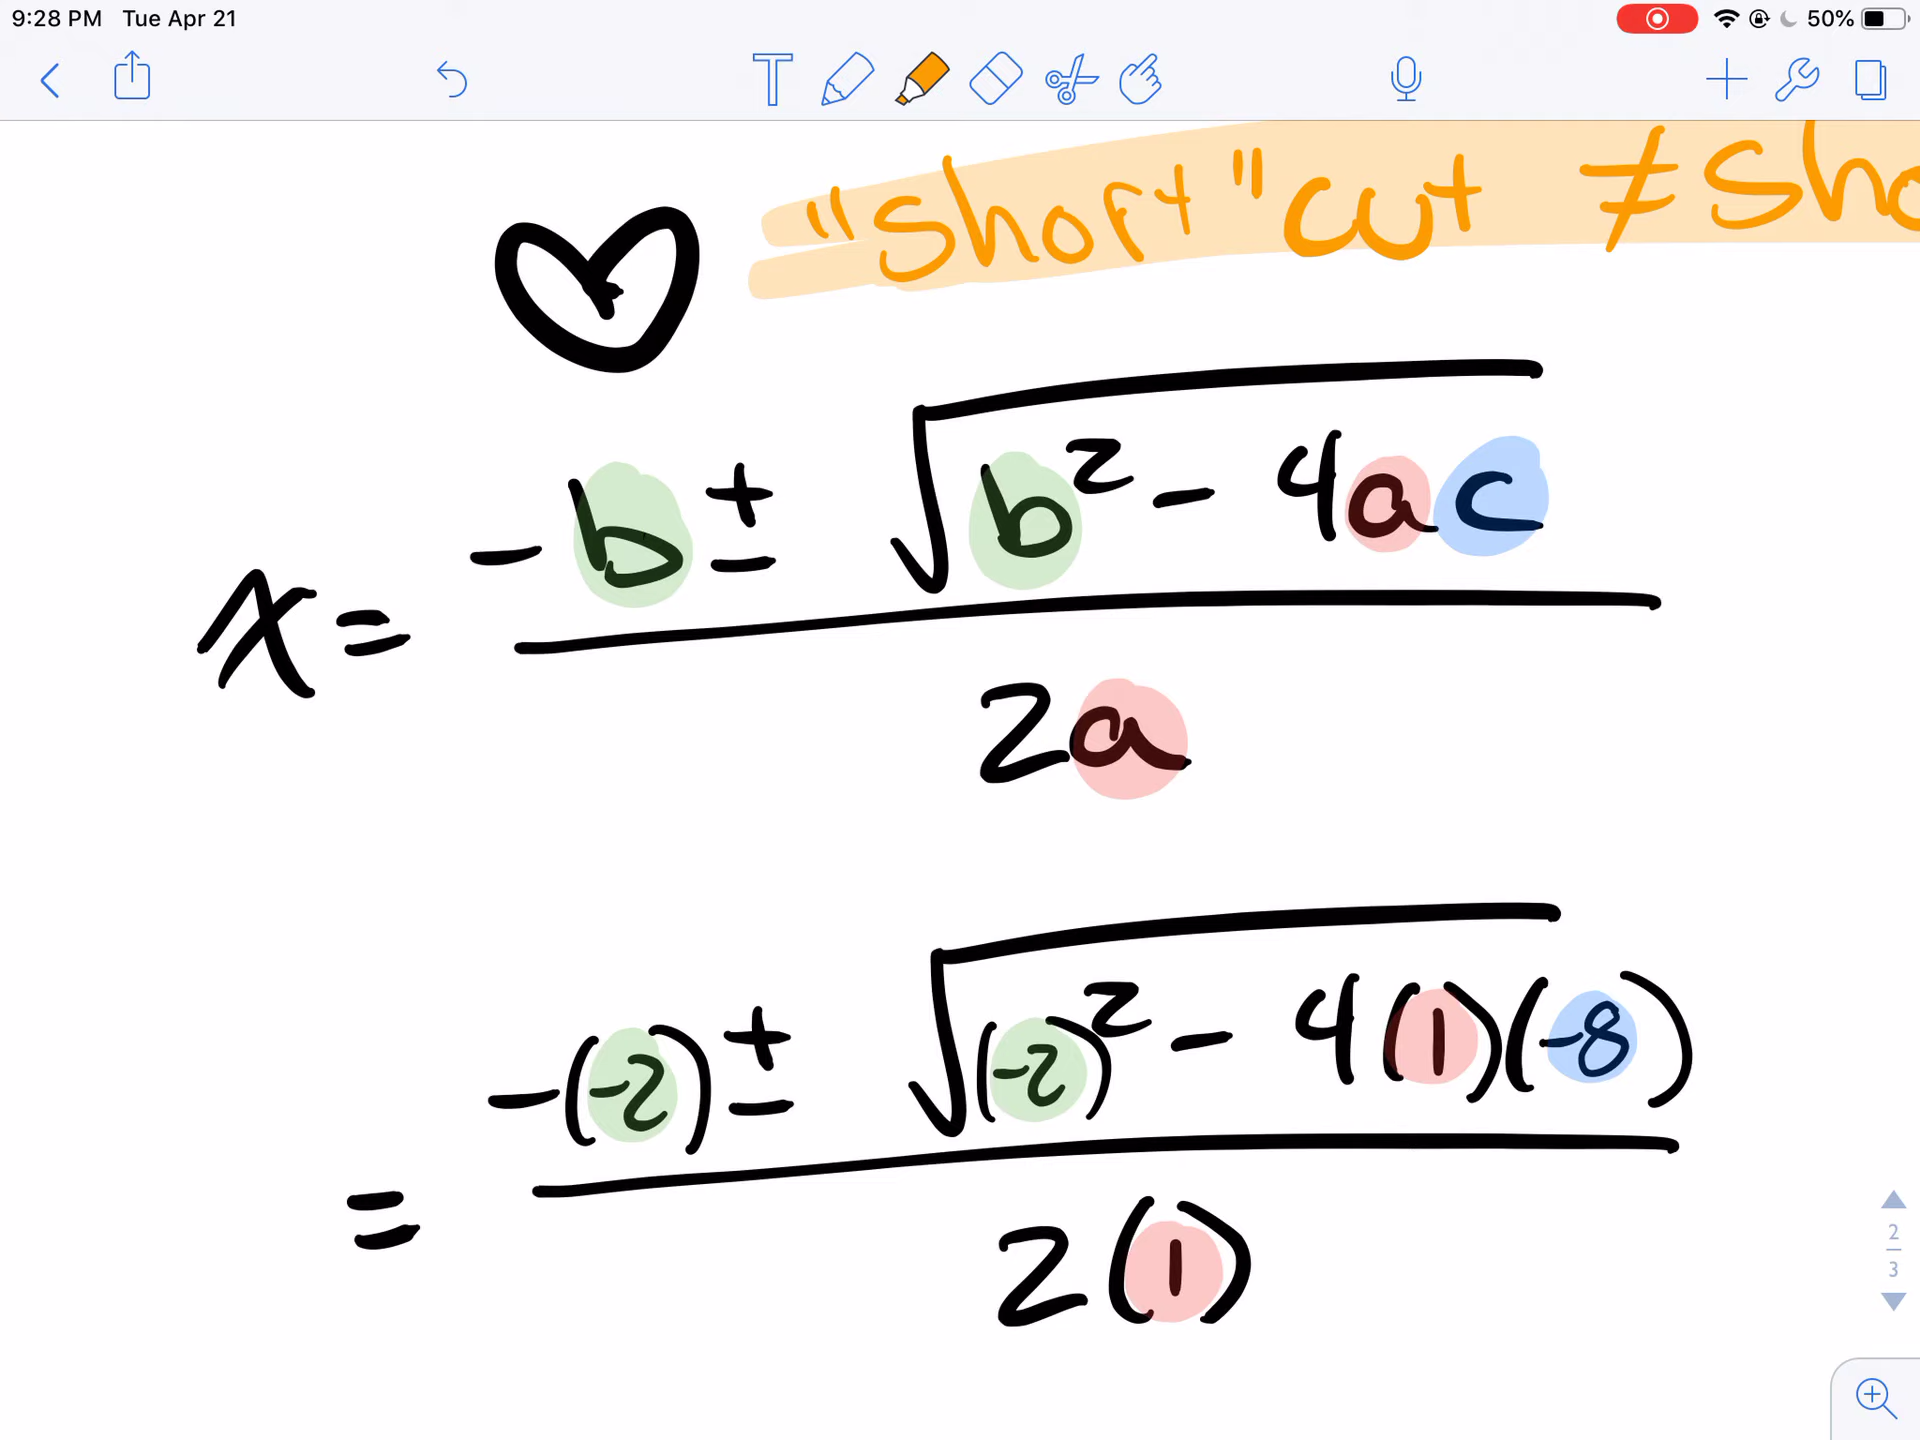 9:28 PM Tue Apr 21 50%
"short" cut ≠ sho
x = -b ± √(b² - 4ac)
2a
= -(-2) ± √((-2)² - 4(1)(-8))
2(1)
2
3